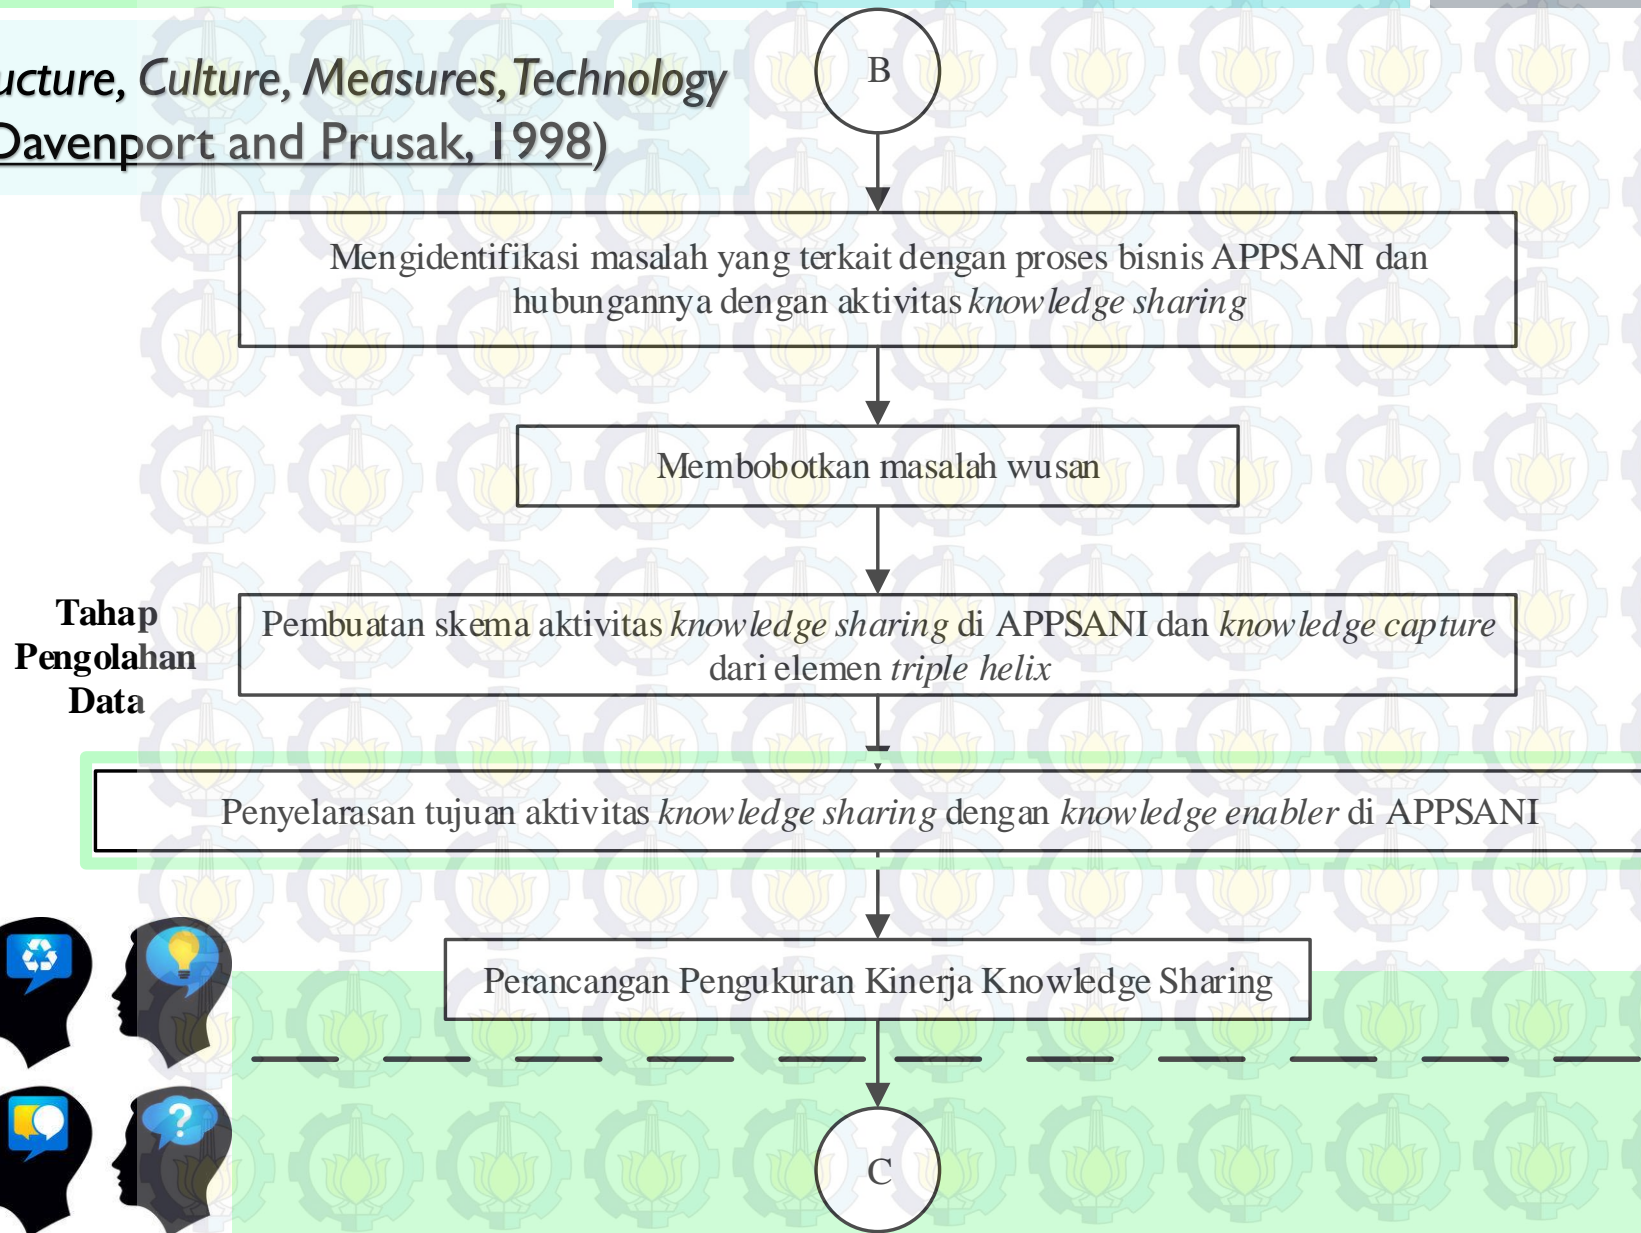 ucture, Culture, Measures, Technology
Davenport and Prusak, 1998)
B
Mengidentifikasi masalah yang terkait dengan proses bisnis APPSANI dan
hubungannya dengan aktivitas knowledge sharing
Membobotkan masalah wusan
Tahap
Pengolahan
Data
Pembuatan skema aktivitas knowledge sharing di APPSANI dan knowledge capture
dari elemen triple helix
Penyelarasan tujuan aktivitas knowledge sharing dengan knowledge enabler di APPSANI
Perancangan Pengukuran Kinerja Knowledge Sharing
?
C